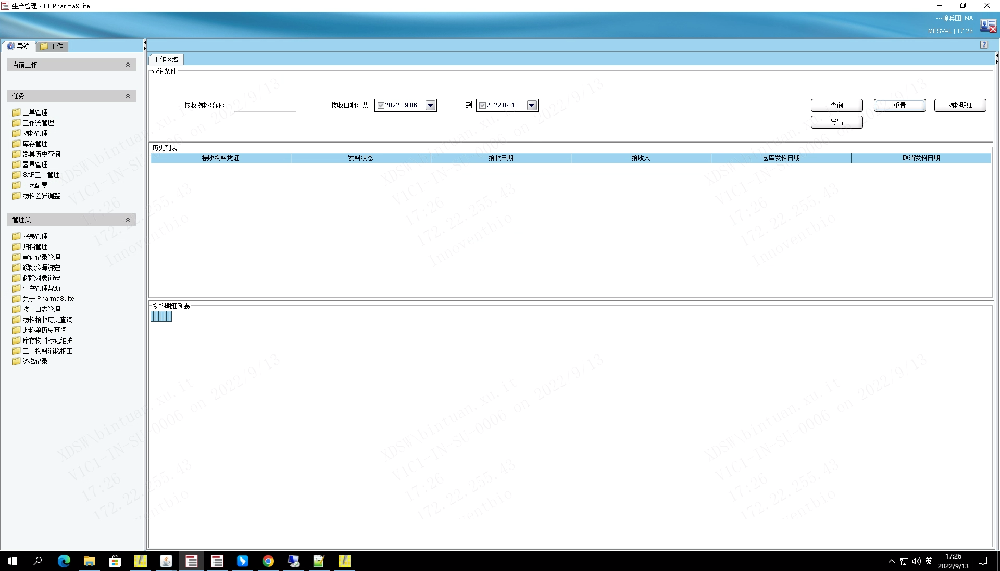 生产管理 - FT PharmaSuite
---徐兵团| NA
MESVAL | 17:26
导航
工作
当前工作
任务
工单管理
工作流管理
物料管理
库存管理
器具历史查询
器具管理
SAP工单管理
工艺配置
物料差异调整
管理员
报表管理
归档管理
审计记录管理
解除资源绑定
解除对象锁定
生产管理帮助
关于 PharmaSuite
接口日志管理
物料接收历史查询
退料单历史查询
库存物料标记维护
工单物料消耗报工
签名记录
工作区域
查询条件
接收物料凭证：
接收日期：从 2022.09.06 到 2022.09.13
查询 重置 物料明细
导出
历史列表
接收物料凭证 发料状态 接收日期 接收人 仓库发料日期 取消发料日期
物料明细列表
XDSW\bintuan.xu.it
V1C1-IN-SU-0006 on 2022/9/13
17:26
172.22.255.43
Innoventbio
英
17:26
2022/9/13